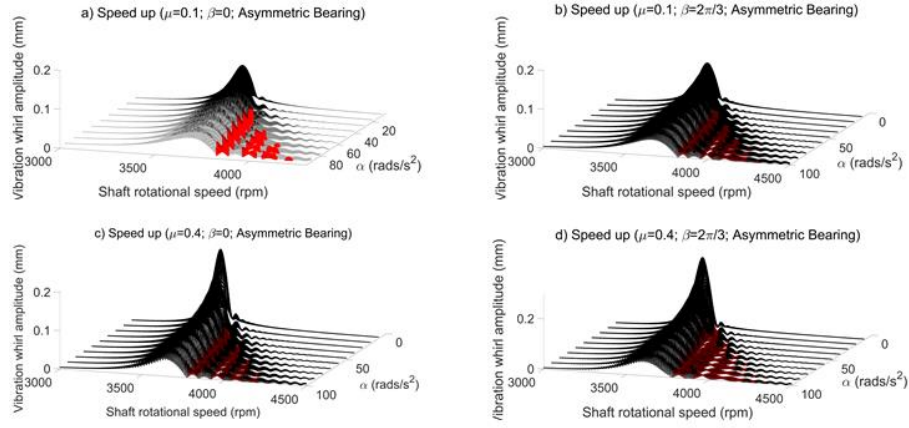 a) Speed up (μ=0.1; β=0; Asymmetric Bearing)
Vibration whirl amplitude (mm)
0.2
0.1
0
3000
3500
4000
Shaft rotational speed (rpm)
20
40
60
80
α (rads/s²)
b) Speed up (μ=0.1; β=2π/3; Asymmetric Bearing)
Vibration whirl amplitude (mm)
0.2
0.1
0
3000
3500
4000
4500
Shaft rotational speed (rpm)
0
50
100
α (rads/s²)
c) Speed up (μ=0.4; β=0; Asymmetric Bearing)
Vibration whirl amplitude (mm)
0.2
0.1
0
3000
3500
4000
4500
Shaft rotational speed (rpm)
0
50
100
α (rads/s²)
d) Speed up (μ=0.4; β=2π/3; Asymmetric Bearing)
ibration whirl amplitude (mm)
0.2
0
3000
3500
4000
4500
Shaft rotational speed (rpm)
0
50
100
α (rads/s²)